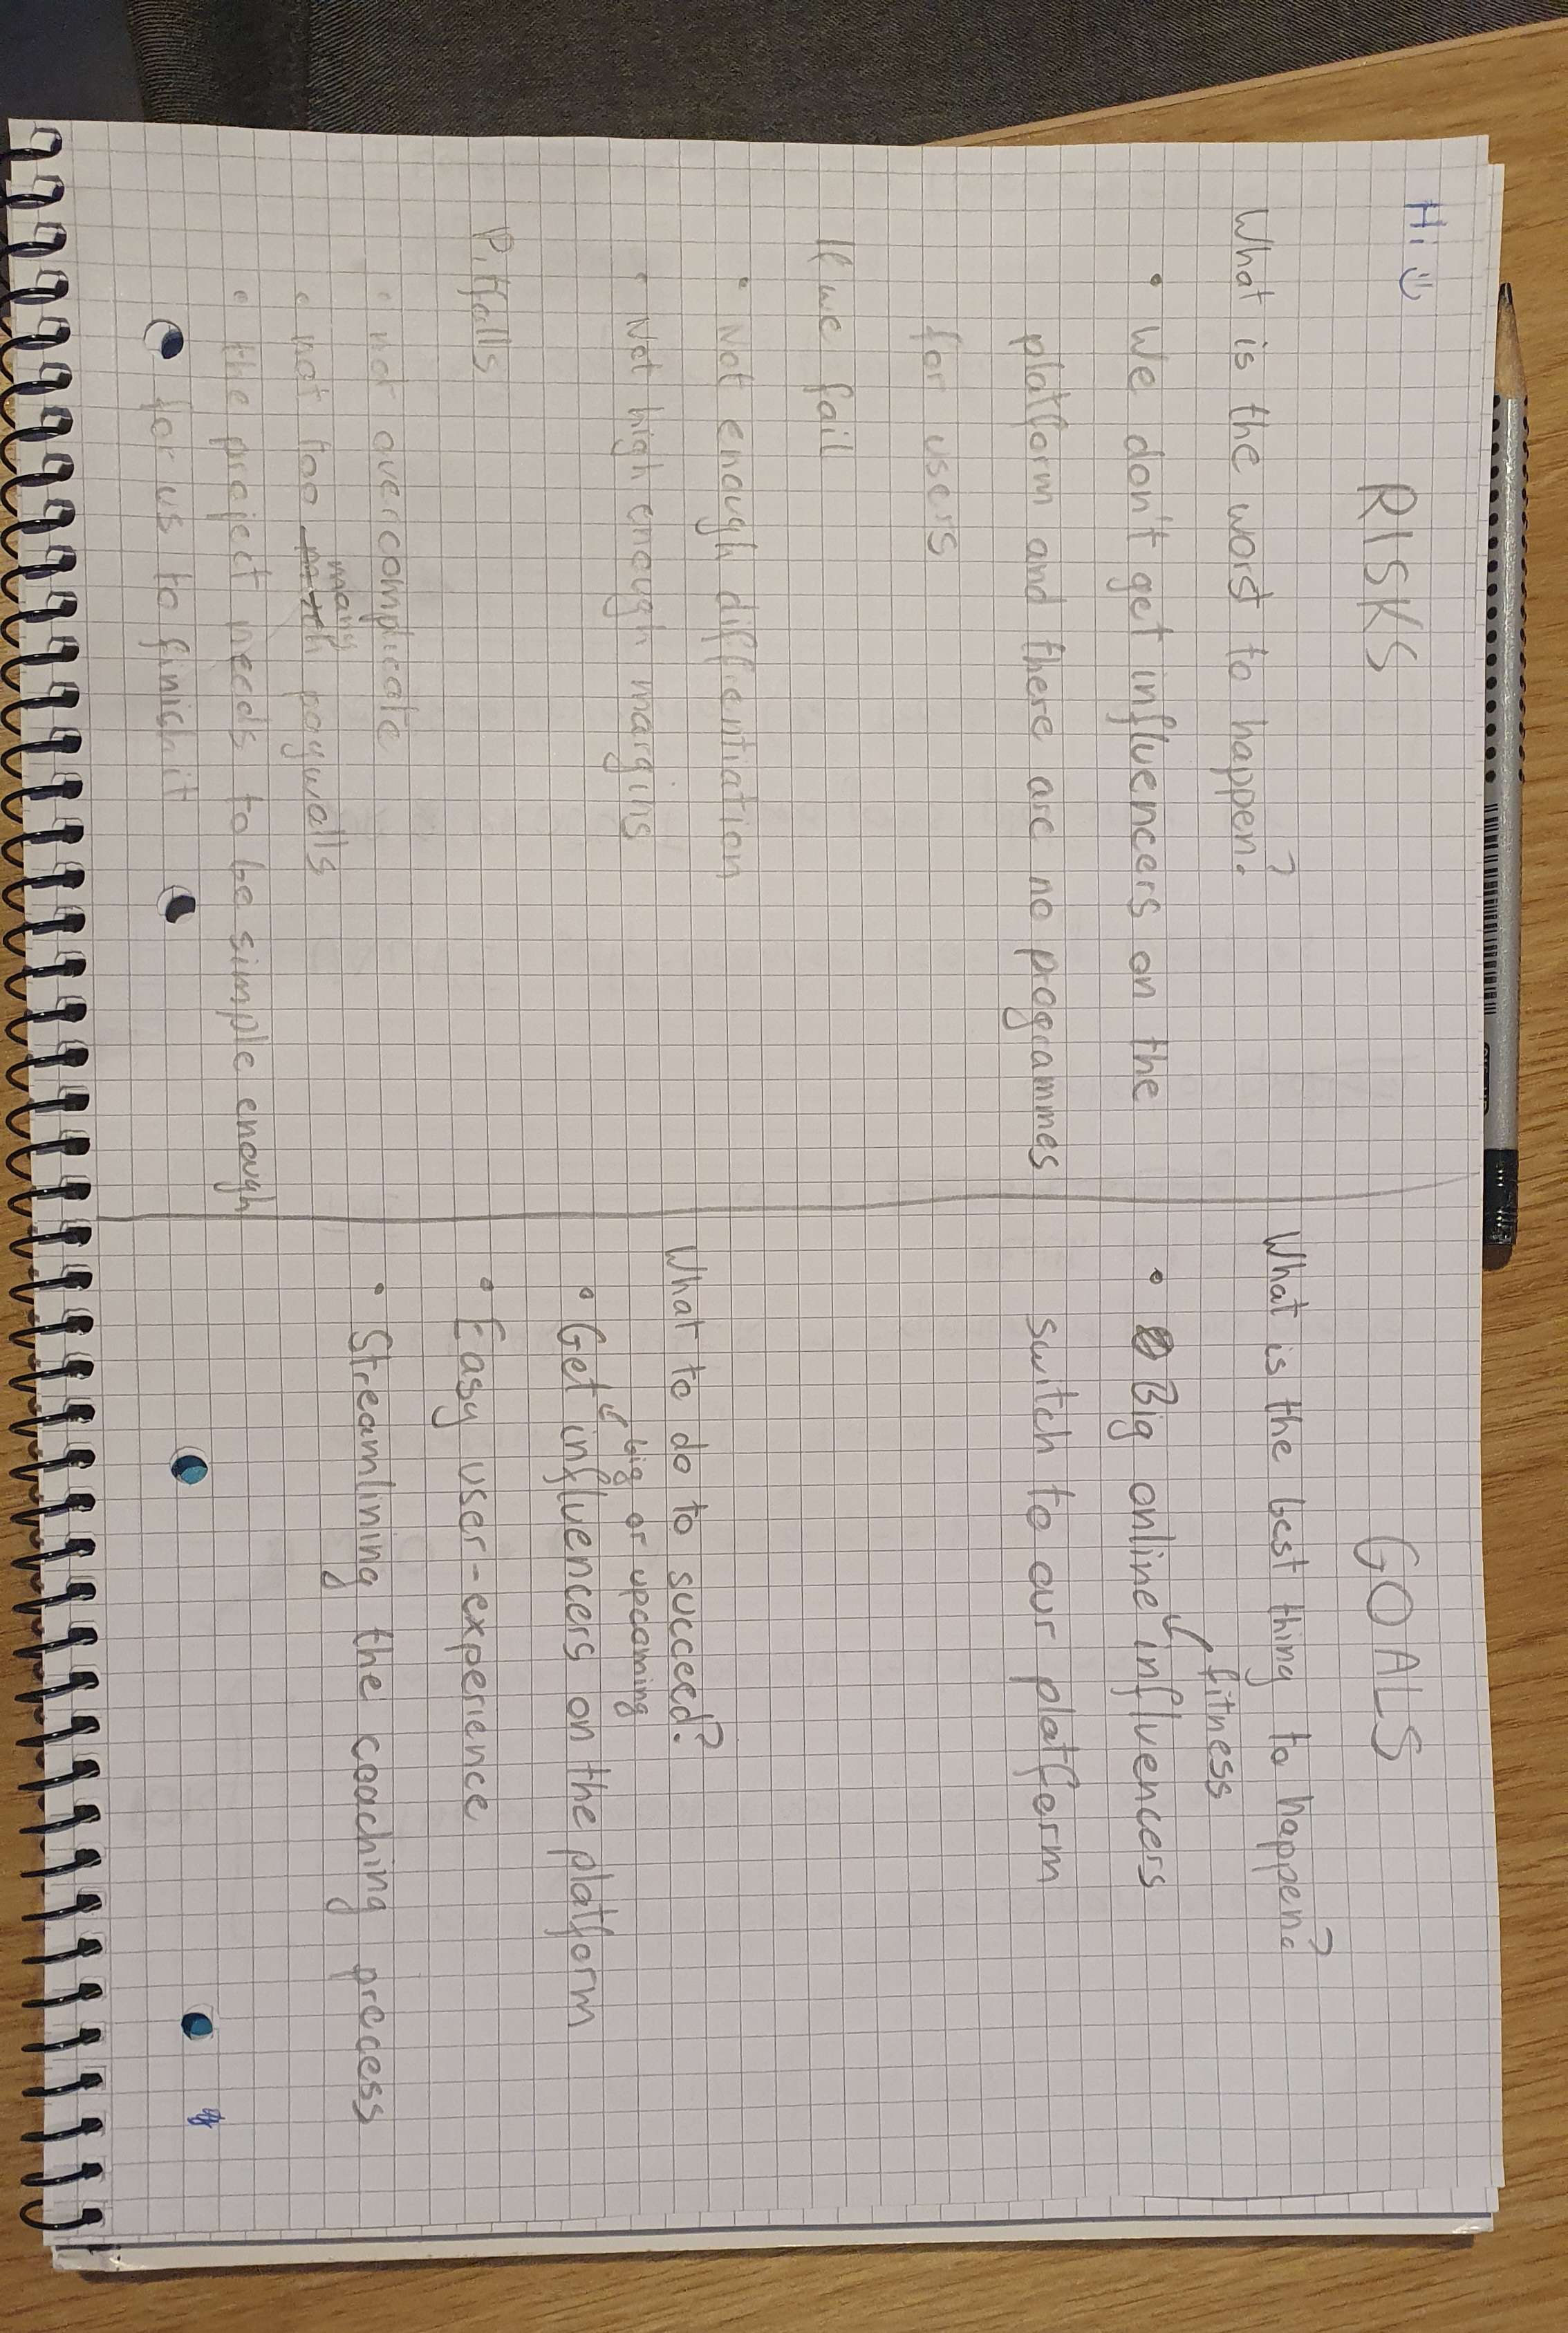 Hi :)
RISKS
What is the worst to happen?
• We don't get influencers on the
platform and there are no programmes
for users
If we fail
• Not enough differentiation
• Not high enough margins
Pitfalls
• not overcomplicate
many
• not too much paywalls
• the project needs to be simple enough
for us to finish it
GOALS
What is the best thing to happen?
fitness
• Big online influencers
switch to our platform
What to do to succeed?
big or upcoming
• Get influencers on the platform
• Easy user-experience
• Streamlining the coaching process